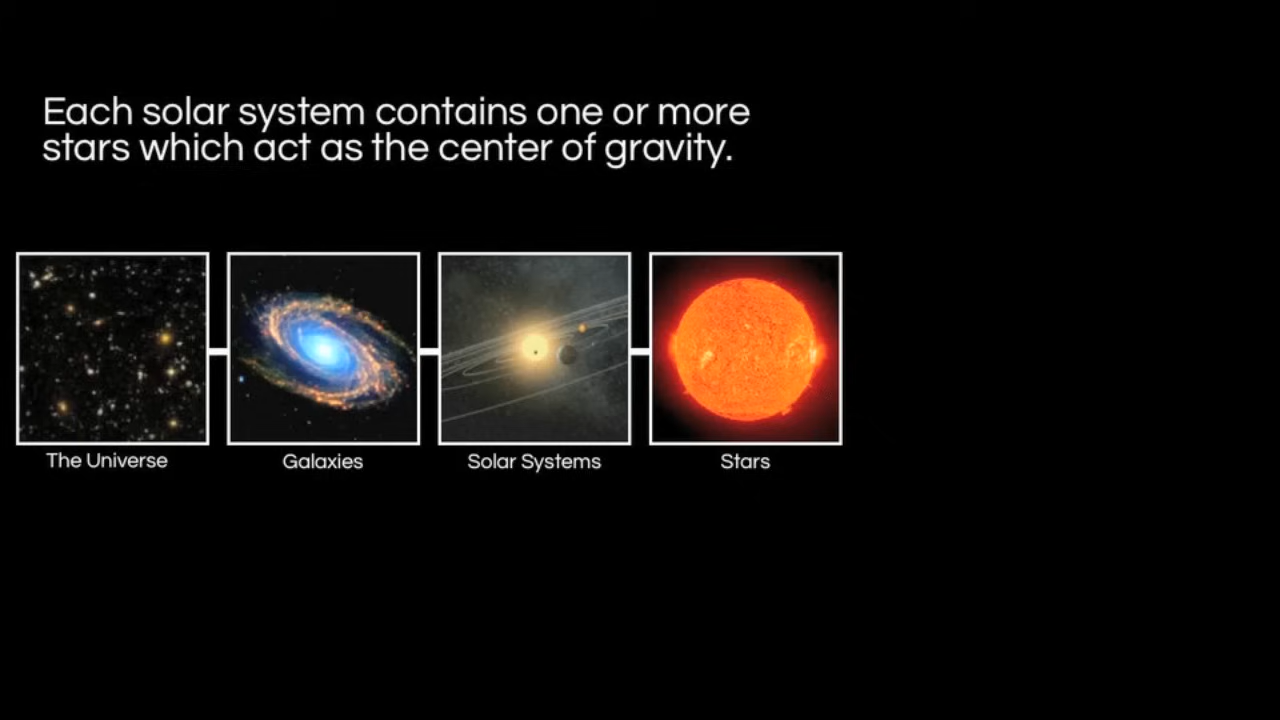 Each solar system contains one or more
stars which act as the center of gravity.
The Universe
Galaxies
Solar Systems
Stars